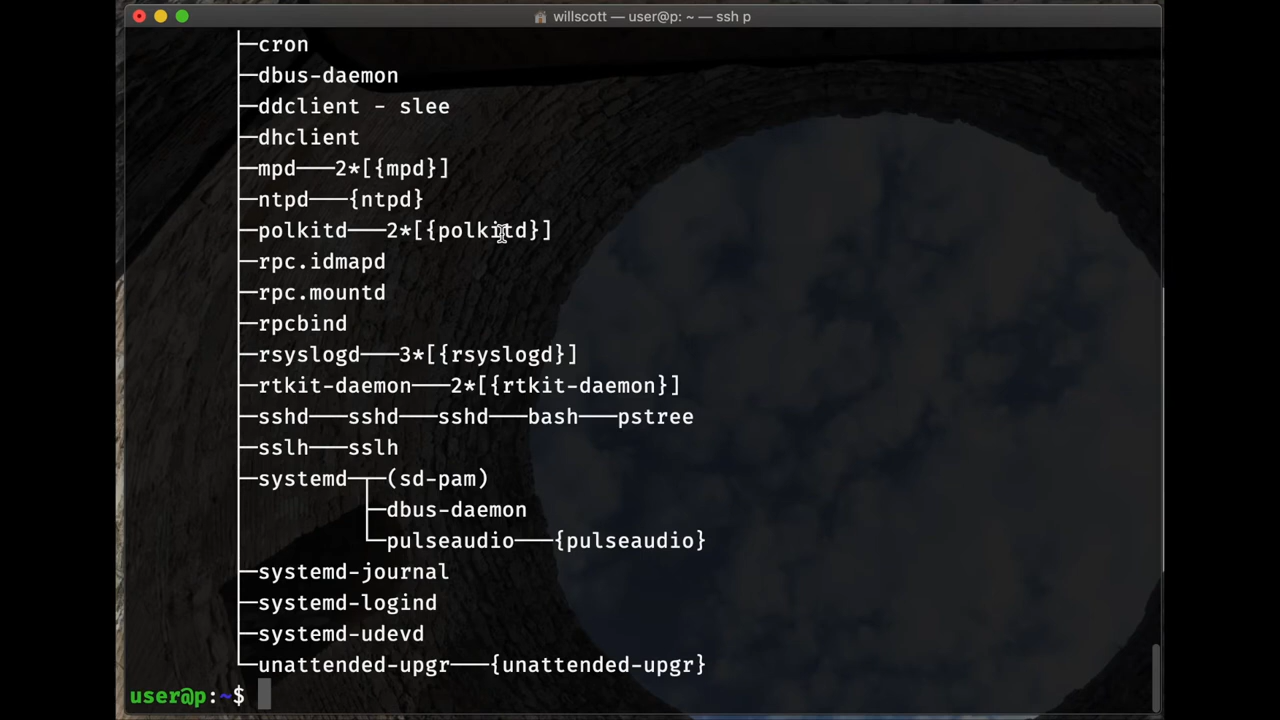 willscott — user@p: ~ — ssh p
├─cron
├─dbus-daemon
├─ddclient - slee
├─dhclient
├─mpd───2*[{mpd}]
├─ntpd───{ntpd}
├─polkitd───2*[{polkitd}]
├─rpc.idmapd
├─rpc.mountd
├─rpcbind
├─rsyslogd───3*[{rsyslogd}]
├─rtkit-daemon───2*[{rtkit-daemon}]
├─sshd───sshd───sshd───bash───pstree
├─sslh───sslh
├─systemd─┬─(sd-pam)
│         ├─dbus-daemon
│         └─pulseaudio───{pulseaudio}
├─systemd-journal
├─systemd-logind
├─systemd-udevd
└─unattended-upgr───{unattended-upgr}
user@p:~$